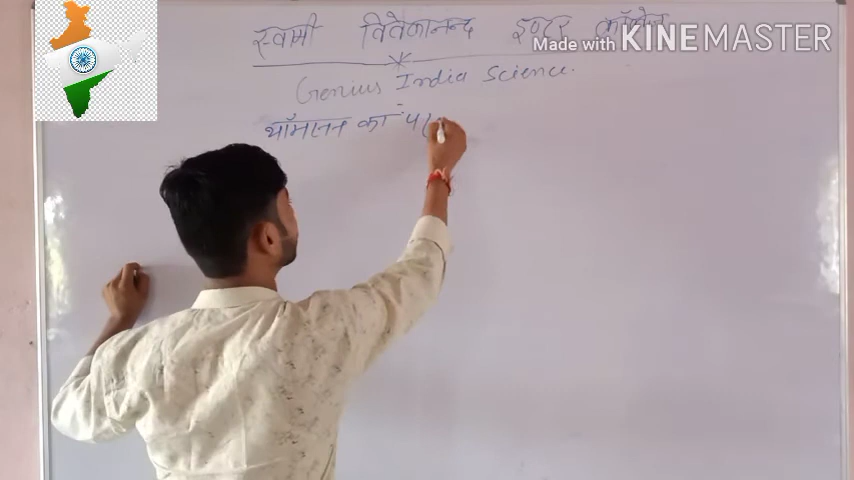 स्वामी विवेकानन्द इण्टर कॉलेज
Made with KINEMASTER
Genius India Science.
थॉमसन का